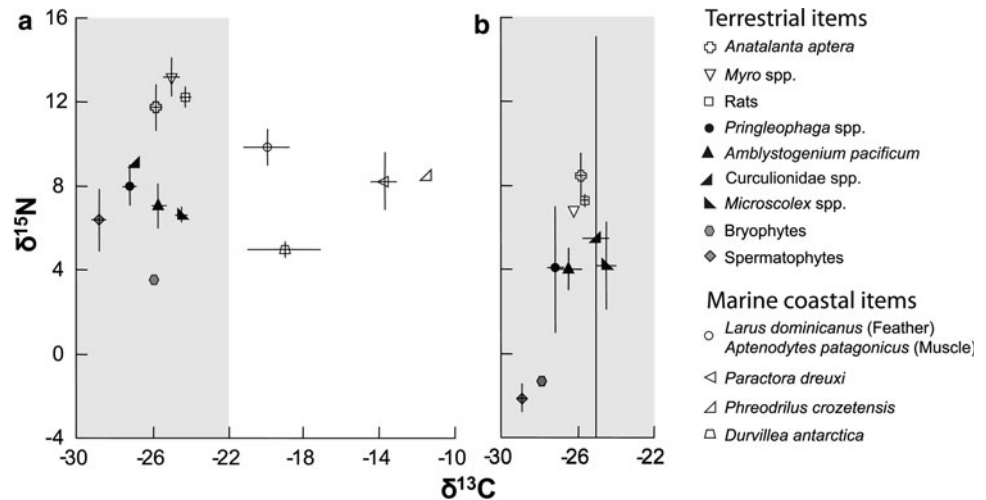 a
b
16
12
8
4
0
-4
δ¹⁵N
-30
-26
-22
-18
-14
-10
-30
-26
-22
δ¹³C
Terrestrial items
Anatalanta aptera
Myro spp.
Rats
Pringleophaga spp.
Amblystogenium pacificum
Curculionidae spp.
Microscolex spp.
Bryophytes
Spermatophytes
Marine coastal items
Larus dominicanus (Feather)
Aptenodytes patagonicus (Muscle)
Paractora dreuxi
Phreodrilus crozetensis
Durvillea antarctica